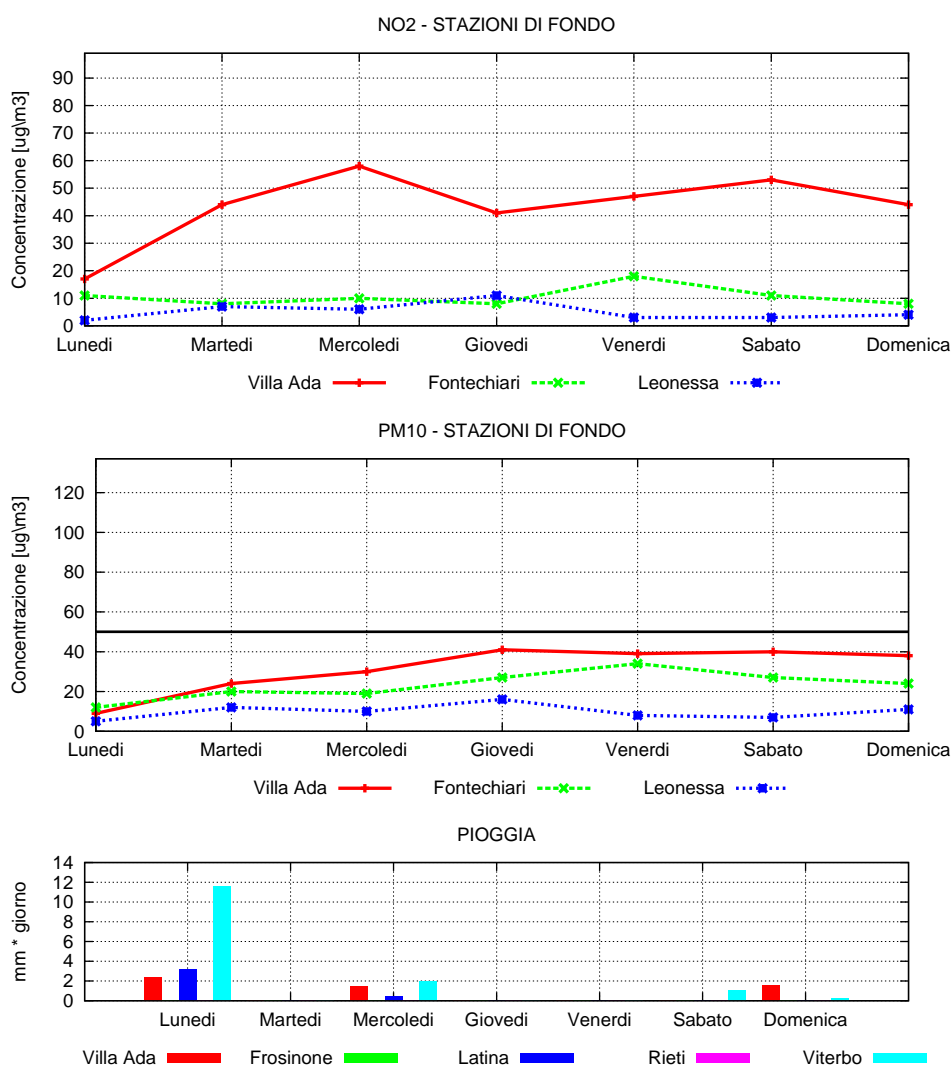 NO2 - STAZIONI DI FONDO
Concentrazione [ug\m3]
90
80
70
60
50
40
30
20
10
0
Lunedi Martedi Mercoledi Giovedi Venerdi Sabato Domenica
Villa Ada Fontechiari Leonessa
PM10 - STAZIONI DI FONDO
Concentrazione [ug\m3]
120
100
80
60
40
20
0
Lunedi Martedi Mercoledi Giovedi Venerdi Sabato Domenica
Villa Ada Fontechiari Leonessa
PIOGGIA
mm * giorno
14
12
10
8
6
4
2
0
Lunedi Martedi Mercoledi Giovedi Venerdi Sabato Domenica
Villa Ada Frosinone Latina Rieti Viterbo